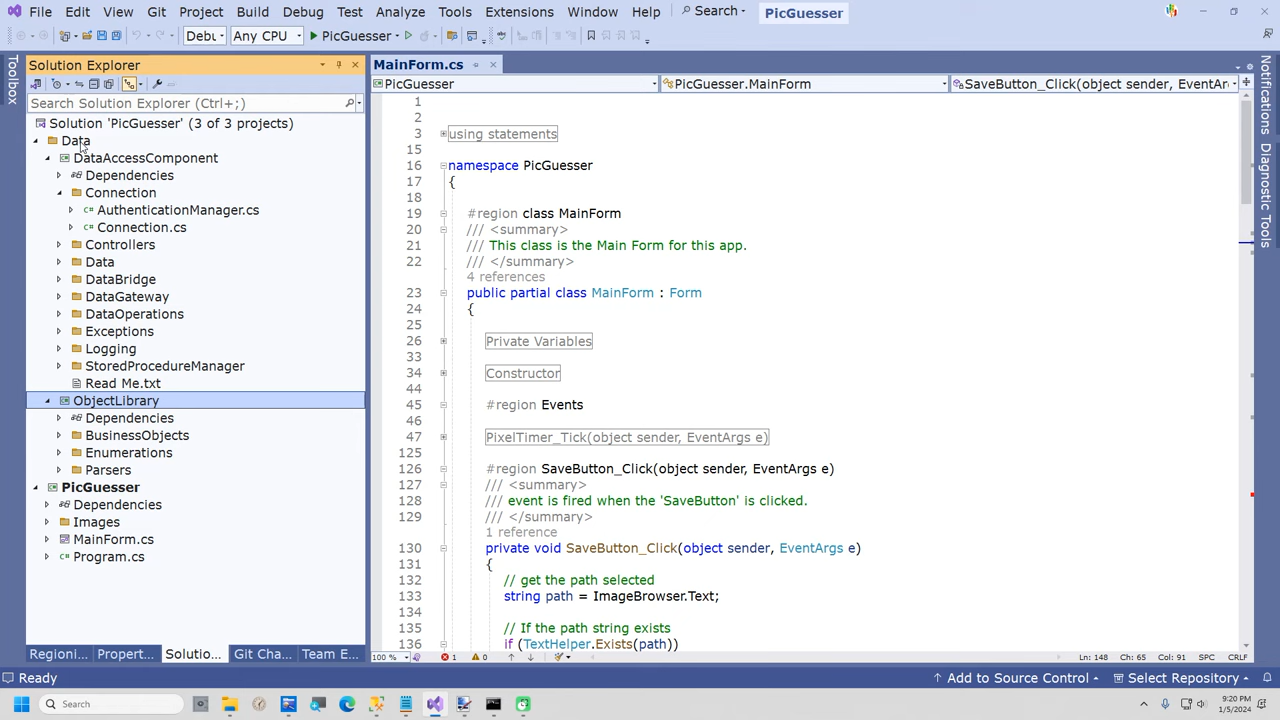 File Edit View Git Project Build Debug Test Analyze Tools Extensions Window Help Search PicGuesser
Debu Any CPU PicGuesser
Toolbox
Solution Explorer
Search Solution Explorer (Ctrl+;)
Solution 'PicGuesser' (3 of 3 projects)
Data
DataAccessComponent
Dependencies
Connection
AuthenticationManager.cs
Connection.cs
Controllers
Data
DataBridge
DataGateway
DataOperations
Exceptions
Logging
StoredProcedureManager
Read Me.txt
ObjectLibrary
Dependencies
BusinessObjects
Enumerations
Parsers
PicGuesser
Dependencies
Images
MainForm.cs
Program.cs
Regioni... Propert... Solutio... Git Cha... Team E...
MainForm.cs
PicGuesser PicGuesser.MainForm SaveButton_Click(object sender, EventAr
1
2
3 using statements
15
16 namespace PicGuesser
17 {
18
19 #region class MainForm
20 /// <summary>
21 /// This class is the Main Form for this app.
22 /// </summary>
4 references
23 public partial class MainForm : Form
24 {
25
26 Private Variables
33
34 Constructor
44
45 #region Events
46
47 PixelTimer_Tick(object sender, EventArgs e)
125
126 #region SaveButton_Click(object sender, EventArgs e)
127 /// <summary>
128 /// event is fired when the 'SaveButton' is clicked.
129 /// </summary>
1 reference
130 private void SaveButton_Click(object sender, EventArgs e)
131 {
132 // get the path selected
133 string path = ImageBrowser.Text;
134
135 // If the path string exists
136 if (TextHelper.Exists(path))
100 % 1 0 Ln: 148 Ch: 65 Col: 91 SPC CRLF
Notifications
Diagnostic Tools
Ready Add to Source Control Select Repository
Search 9:20 PM
1/5/2024